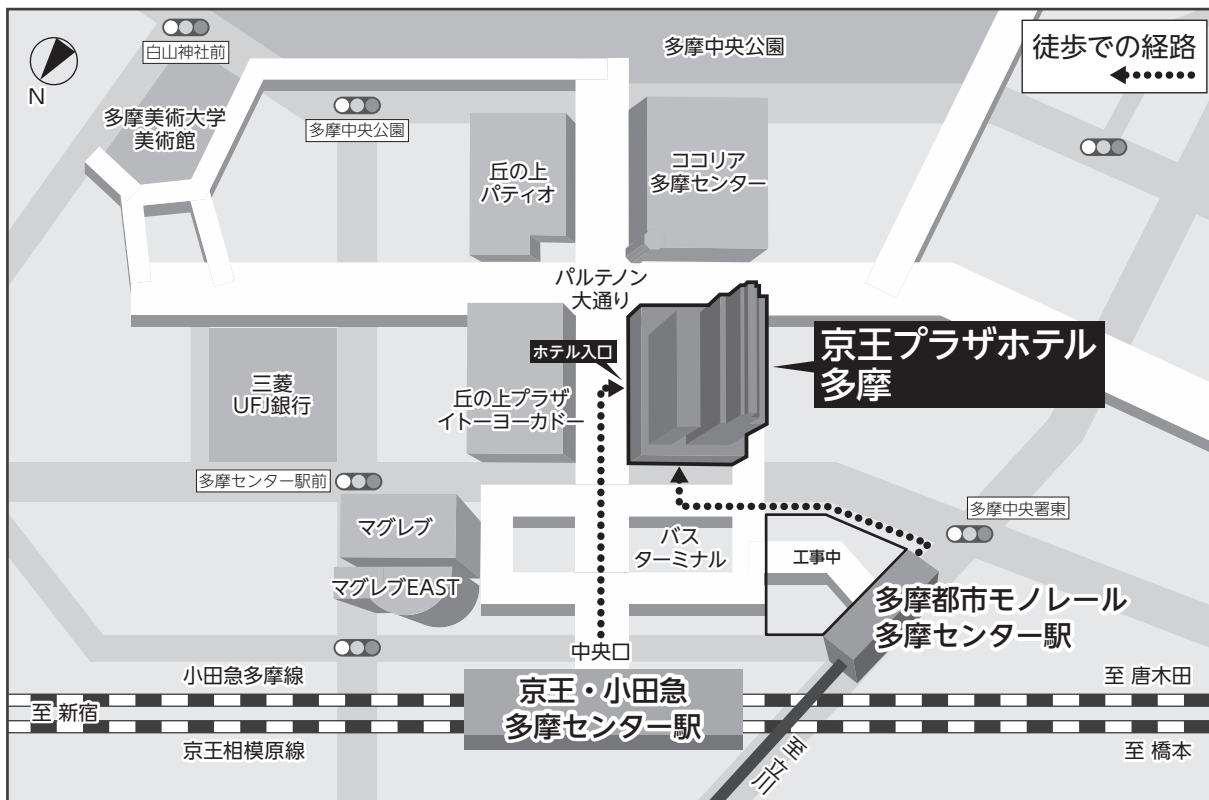 多摩中央公園
徒歩での経路
白山神社前
N
多摩美術大学
美術館
多摩中央公園
丘の上
パティオ
ココリア
多摩センター
パルテノン
大通り
ホテル入口
京王プラザホテル
多摩
三菱
UFJ銀行
丘の上プラザ
イトーヨーカドー
多摩センター駅前
マグレブ
マグレブEAST
バス
ターミナル
工事中
多摩中央署東
多摩都市モノレール
多摩センター駅
中央口
小田急多摩線
京王・小田急
多摩センター駅
至 唐木田
至 新宿
京王相模原線
至 橋本
至 立川